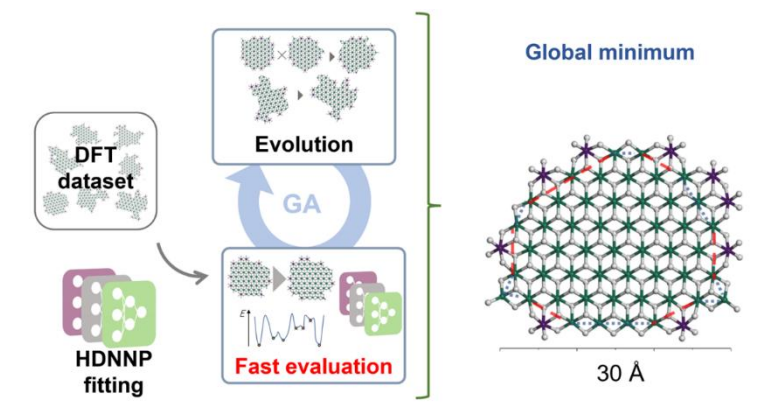 DFT
dataset
HDNNP
fitting
Evolution
GA
E
Fast evaluation
Global minimum
30 Å